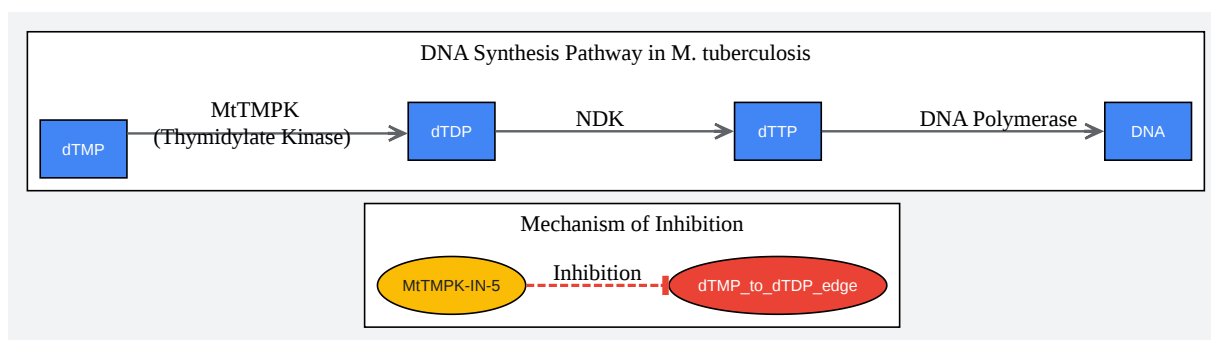 DNA Synthesis Pathway in M. tuberculosis
MtTMPK
(Thymidylate Kinase)
NDK
DNA Polymerase
dTMP
dTDP
dTTP
DNA
Mechanism of Inhibition
MtTMPK-IN-5
Inhibition
dTMP_to_dTDP_edge